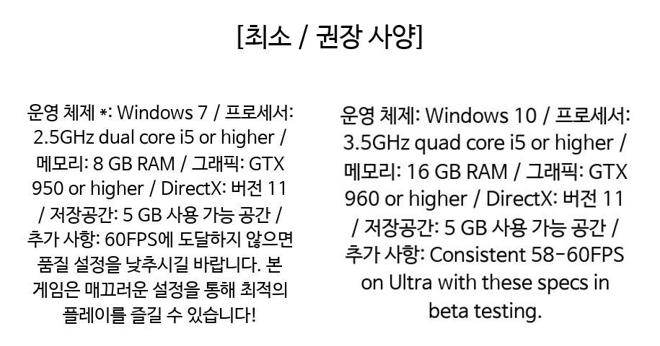 [최소 / 권장 사양]
운영 체제 *: Windows 7 / 프로세서:
2.5GHz dual core i5 or higher /
메모리: 8 GB RAM / 그래픽: GTX
950 or higher / DirectX: 버전 11
/ 저장공간: 5 GB 사용 가능 공간 /
추가 사항: 60FPS에 도달하지 않으면
품질 설정을 낮추시길 바랍니다. 본
게임은 매끄러운 설정을 통해 최적의
플레이를 즐길 수 있습니다!
운영 체제: Windows 10 / 프로세서:
3.5GHz quad core i5 or higher /
메모리: 16 GB RAM / 그래픽: GTX
960 or higher / DirectX: 버전 11
/ 저장공간: 5 GB 사용 가능 공간 /
추가 사항: Consistent 58-60FPS
on Ultra with these specs in
beta testing.